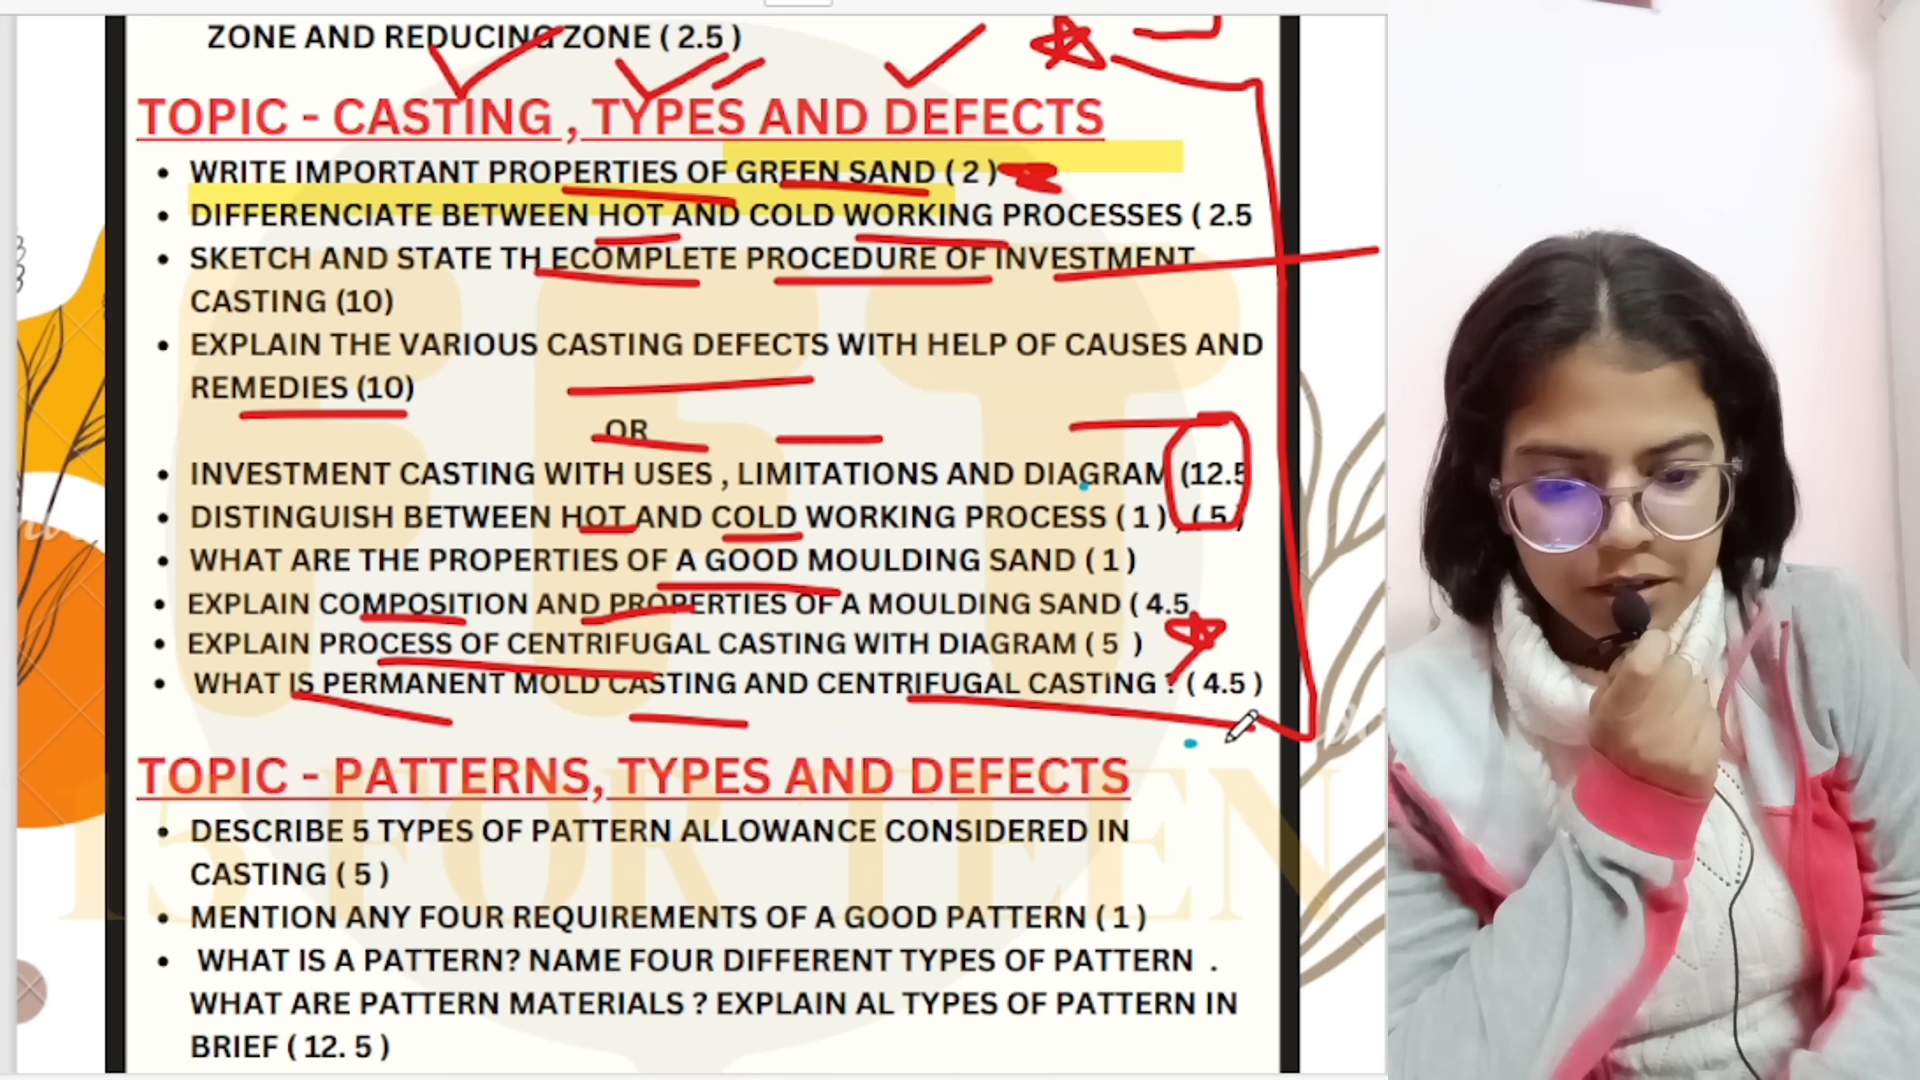 ZONE AND REDUCING ZONE ( 2.5 )
TOPIC - CASTING , TYPES AND DEFECTS
• WRITE IMPORTANT PROPERTIES OF GREEN SAND ( 2 )
• DIFFERENCIATE BETWEEN HOT AND COLD WORKING PROCESSES ( 2.5
• SKETCH AND STATE TH ECOMPLETE PROCEDURE OF INVESTMENT
CASTING (10)
• EXPLAIN THE VARIOUS CASTING DEFECTS WITH HELP OF CAUSES AND
REMEDIES (10)
OR
• INVESTMENT CASTING WITH USES , LIMITATIONS AND DIAGRAM (12.5
• DISTINGUISH BETWEEN HOT AND COLD WORKING PROCESS ( 1 ) , ( 5 )
• WHAT ARE THE PROPERTIES OF A GOOD MOULDING SAND ( 1 )
• EXPLAIN COMPOSITION AND PROPERTIES OF A MOULDING SAND ( 4.5
• EXPLAIN PROCESS OF CENTRIFUGAL CASTING WITH DIAGRAM ( 5 )
• WHAT IS PERMANENT MOLD CASTING AND CENTRIFUGAL CASTING ? ( 4.5 )
TOPIC - PATTERNS, TYPES AND DEFECTS
• DESCRIBE 5 TYPES OF PATTERN ALLOWANCE CONSIDERED IN
CASTING ( 5 )
• MENTION ANY FOUR REQUIREMENTS OF A GOOD PATTERN ( 1 )
• WHAT IS A PATTERN? NAME FOUR DIFFERENT TYPES OF PATTERN .
WHAT ARE PATTERN MATERIALS ? EXPLAIN AL TYPES OF PATTERN IN
BRIEF ( 12. 5 )
FFT
15 FOR TEEN